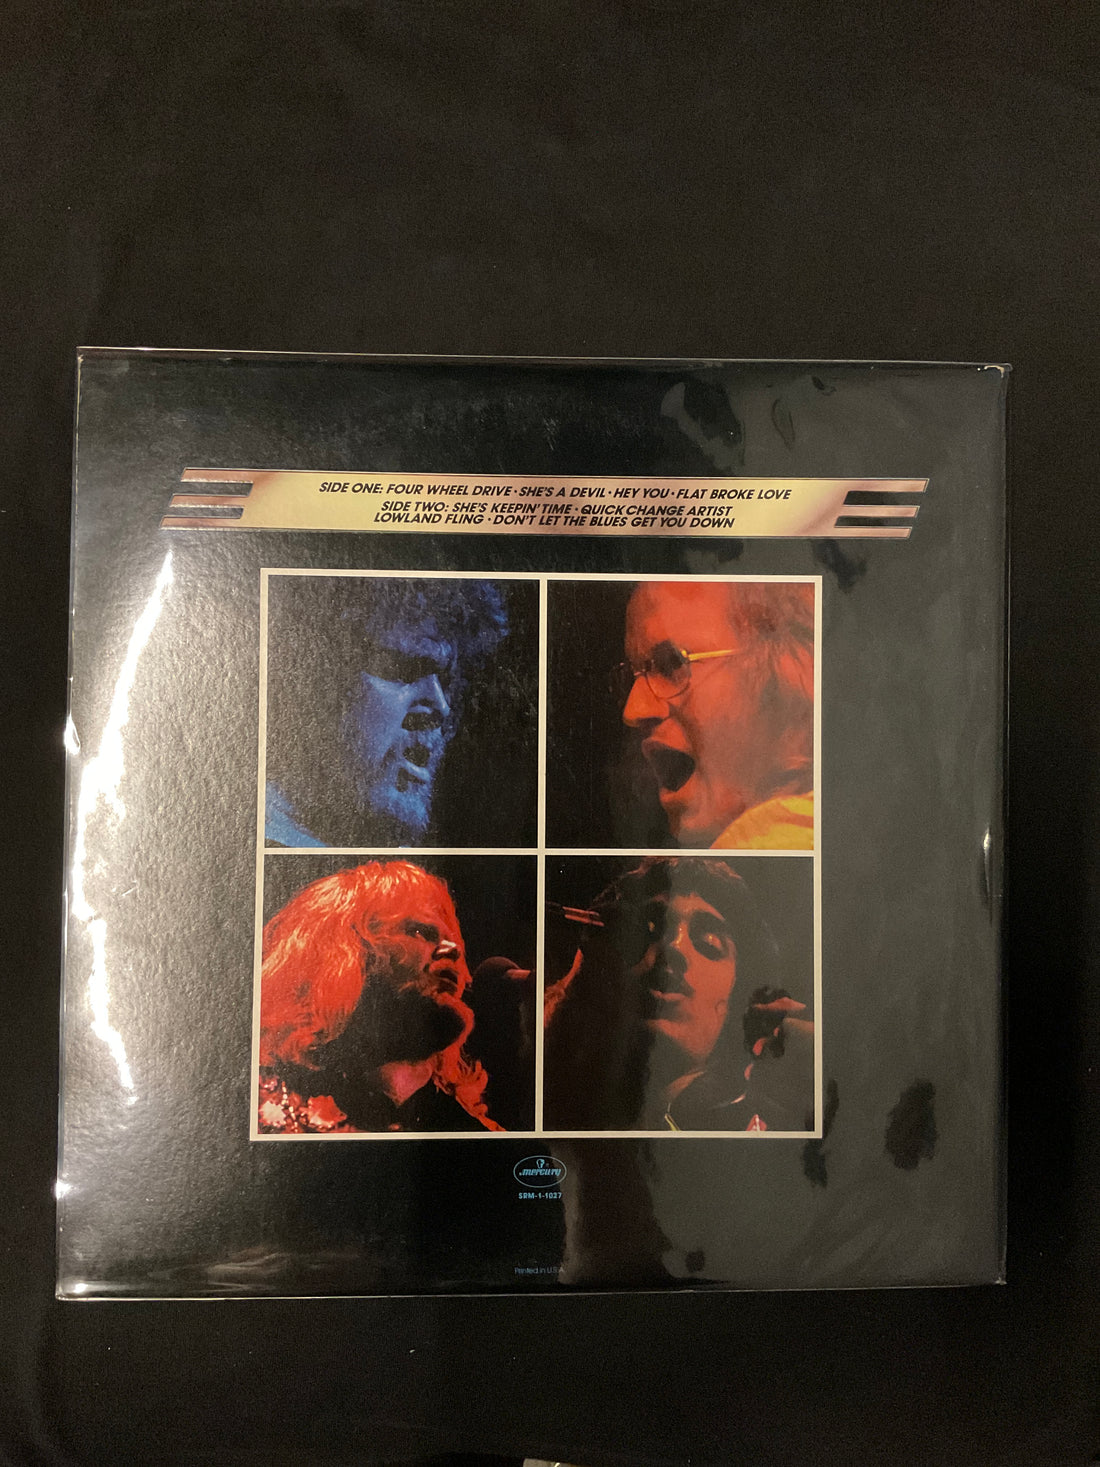 SIDE ONE: FOUR WHEEL DRIVE · SHE'S A DEVIL · HEY YOU · FLAT BROKE LOVE
SIDE TWO: SHE'S KEEPIN' TIME · QUICK CHANGE ARTIST
LOWLAND FLING · DON'T LET THE BLUES GET YOU DOWN
mercury
SRM-1-1027
Printed in U.S.A.